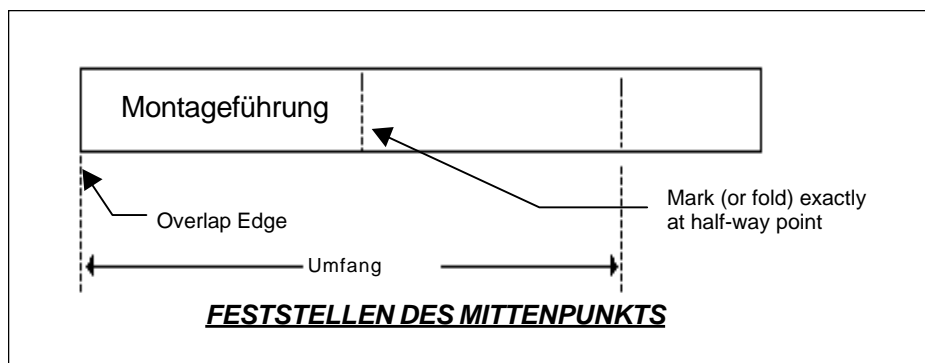 Montageführung
Overlap Edge
Mark (or fold) exactly
at half-way point
Umfang
FESTSTELLEN DES MITTENPUNKTS